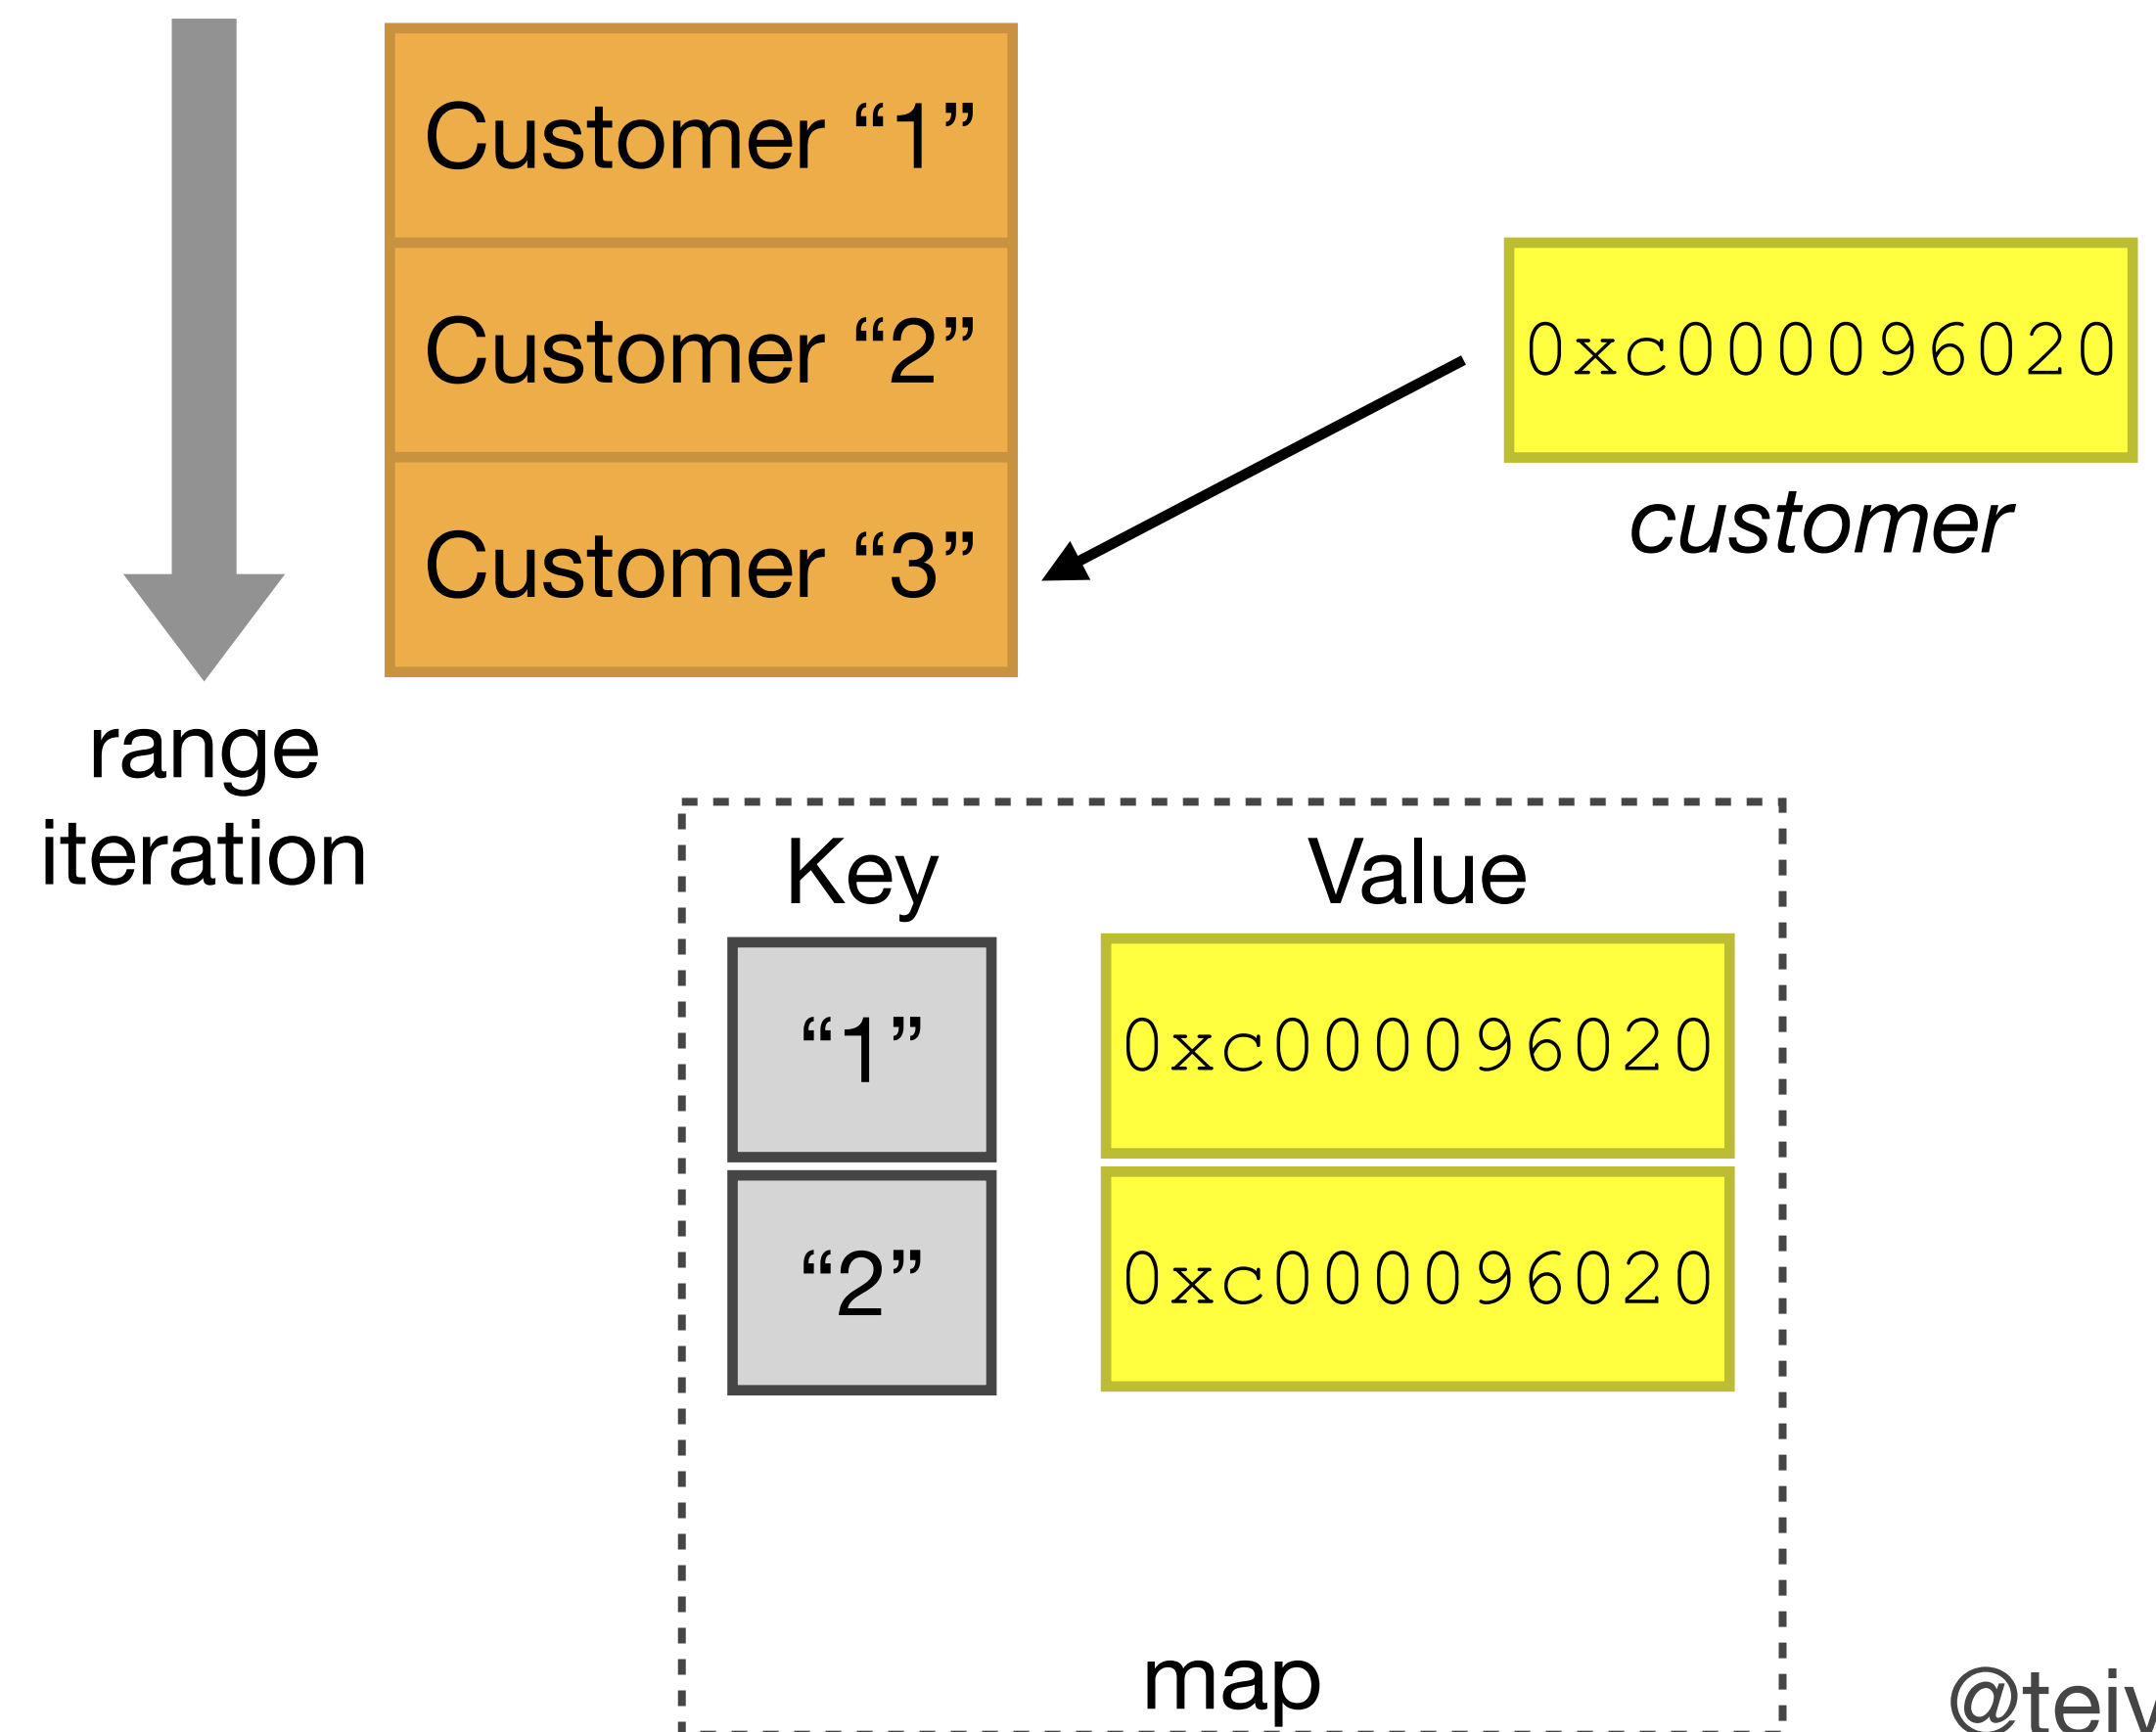 Customer “1”
Customer “2”
Customer “3”
0xc000096020
customer
range
iteration
Key Value
“1” 0xc000096020
“2” 0xc000096020
map